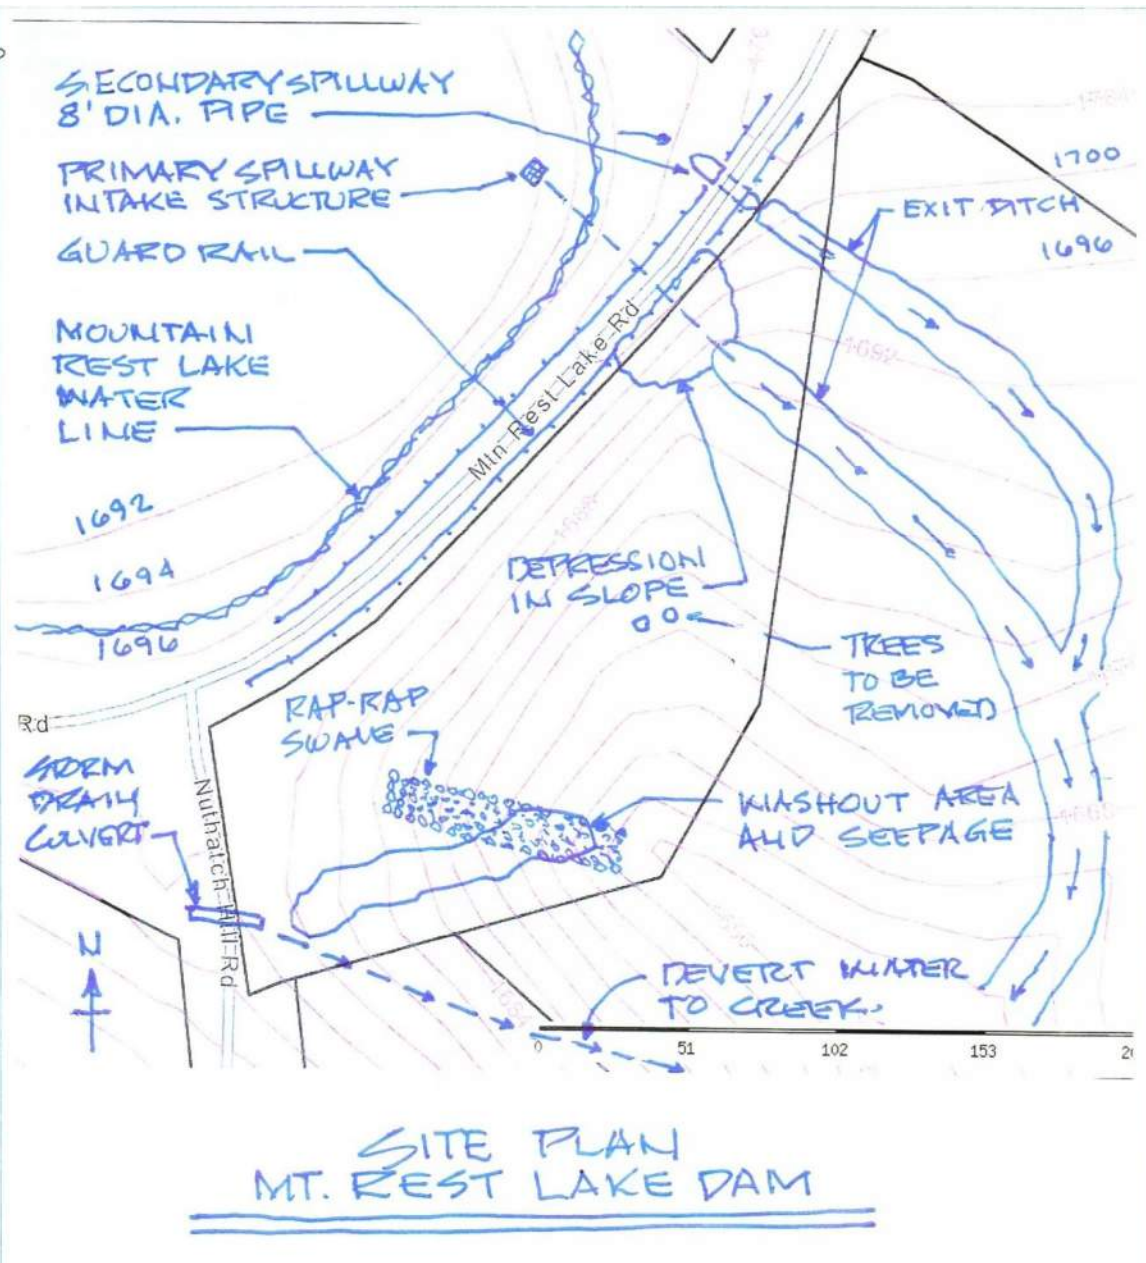 SECONDARY SPILLWAY
8' DIA. PIPE
PRIMARY SPILLWAY
INTAKE STRUCTURE
GUARD RAIL
MOUNTAIN
REST LAKE
WATER
LINE
1700
EXIT DITCH
1696
1692
Mtn Rest Lake Rd
1692
1694
1696
1688
DEPRESSION
IN SLOPE
TREES
TO BE
REMOVED
Rd
RAP-RAP
SWALE
STORM
DRAIN
CULVERT
Nuthatch Hill Rd
WASHOUT AREA
AND SEEPAGE
N
DEVERT WATER
TO CREEK.
0
51
102
153
SITE PLAN
MT. REST LAKE DAM